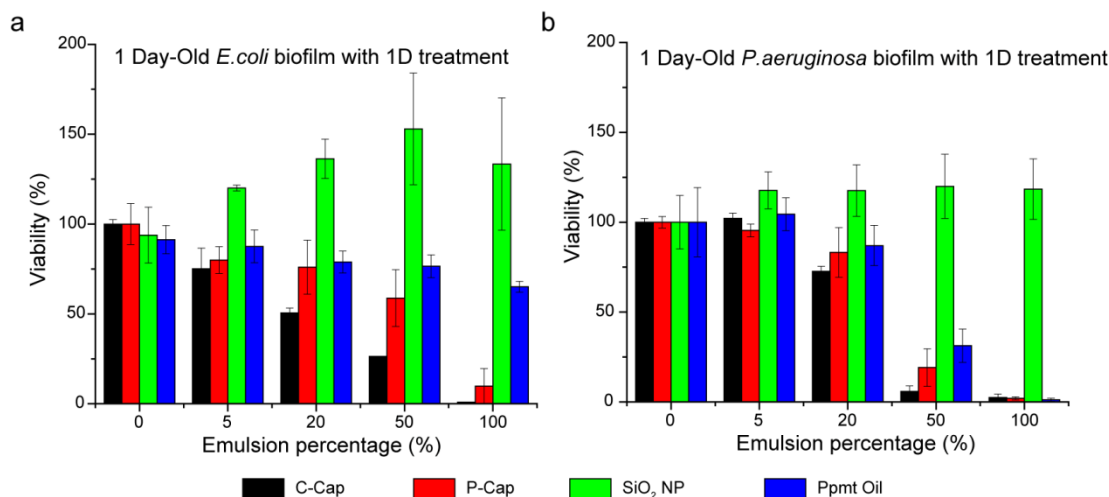 a
1 Day-Old E.coli biofilm with 1D treatment
Viability (%)
200
150
100
50
0
0 5 20 50 100
Emulsion percentage (%)
b
1 Day-Old P.aeruginosa biofilm with 1D treatment
Viability (%)
200
150
100
50
0
0 5 20 50 100
Emulsion percentage (%)
C-Cap P-Cap SiO₂ NP Ppmt Oil